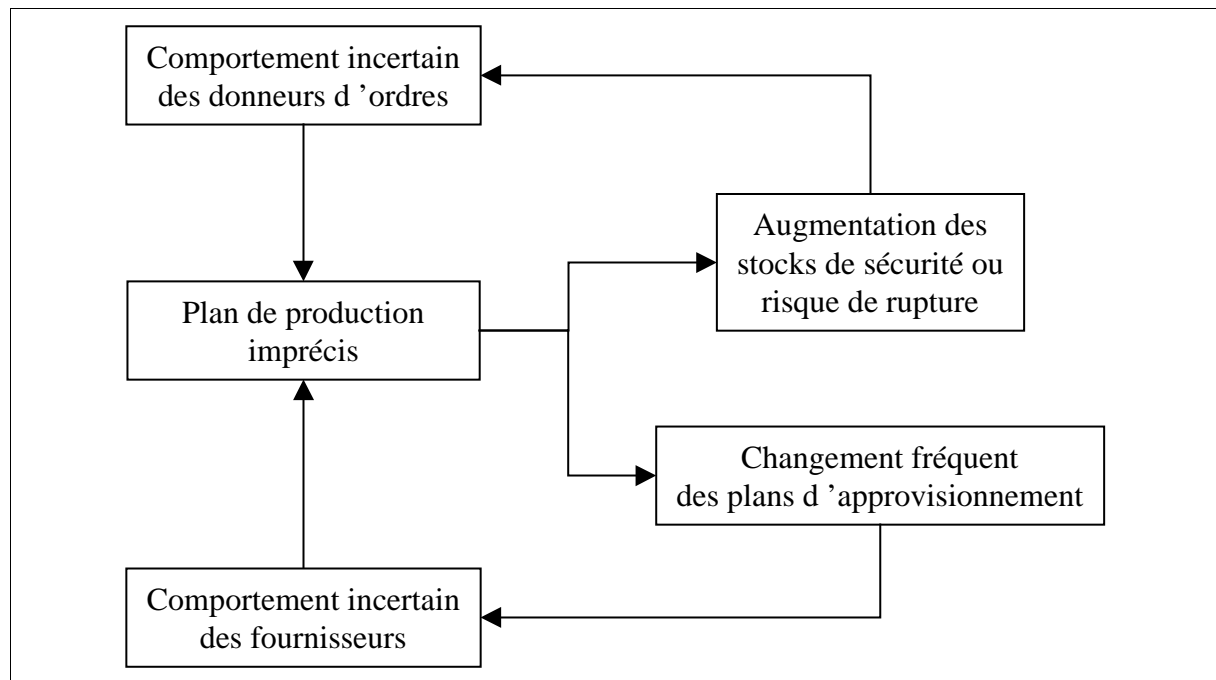 Comportement incertain
des donneurs d ’ordres
Augmentation des
stocks de sécurité ou
risque de rupture
Plan de production
imprécis
Changement fréquent
des plans d ’approvisionnement
Comportement incertain
des fournisseurs